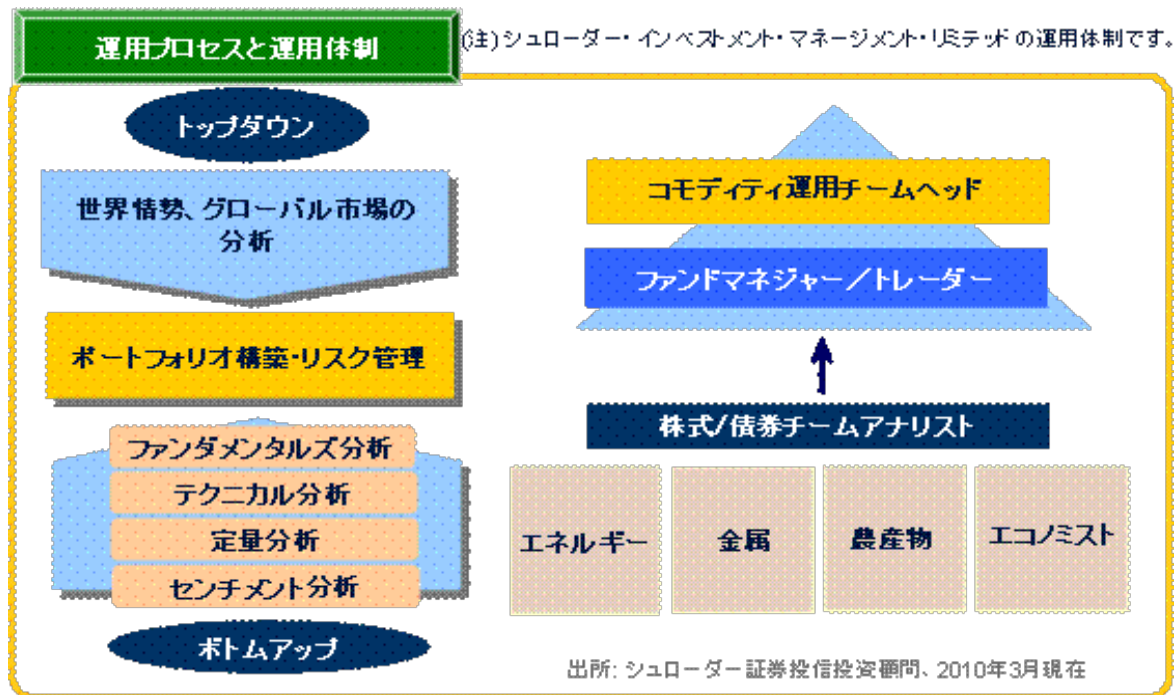 運用プロセスと運用体制
(注)シュローダー・インベストメント・マネージメント・リミテッドの運用体制です。
トップダウン
世界情勢、グローバル市場の
分析
ポートフォリオ構築・リスク管理
ファンダメンタルズ分析
テクニカル分析
定量分析
センチメント分析
ボトムアップ
コモディティ運用チームヘッド
ファンドマネジャー／トレーダー
株式/債券チームアナリスト
エネルギー
金属
農産物
エコノミスト
出所: シュローダー証券投信投資顧問、2010年3月現在